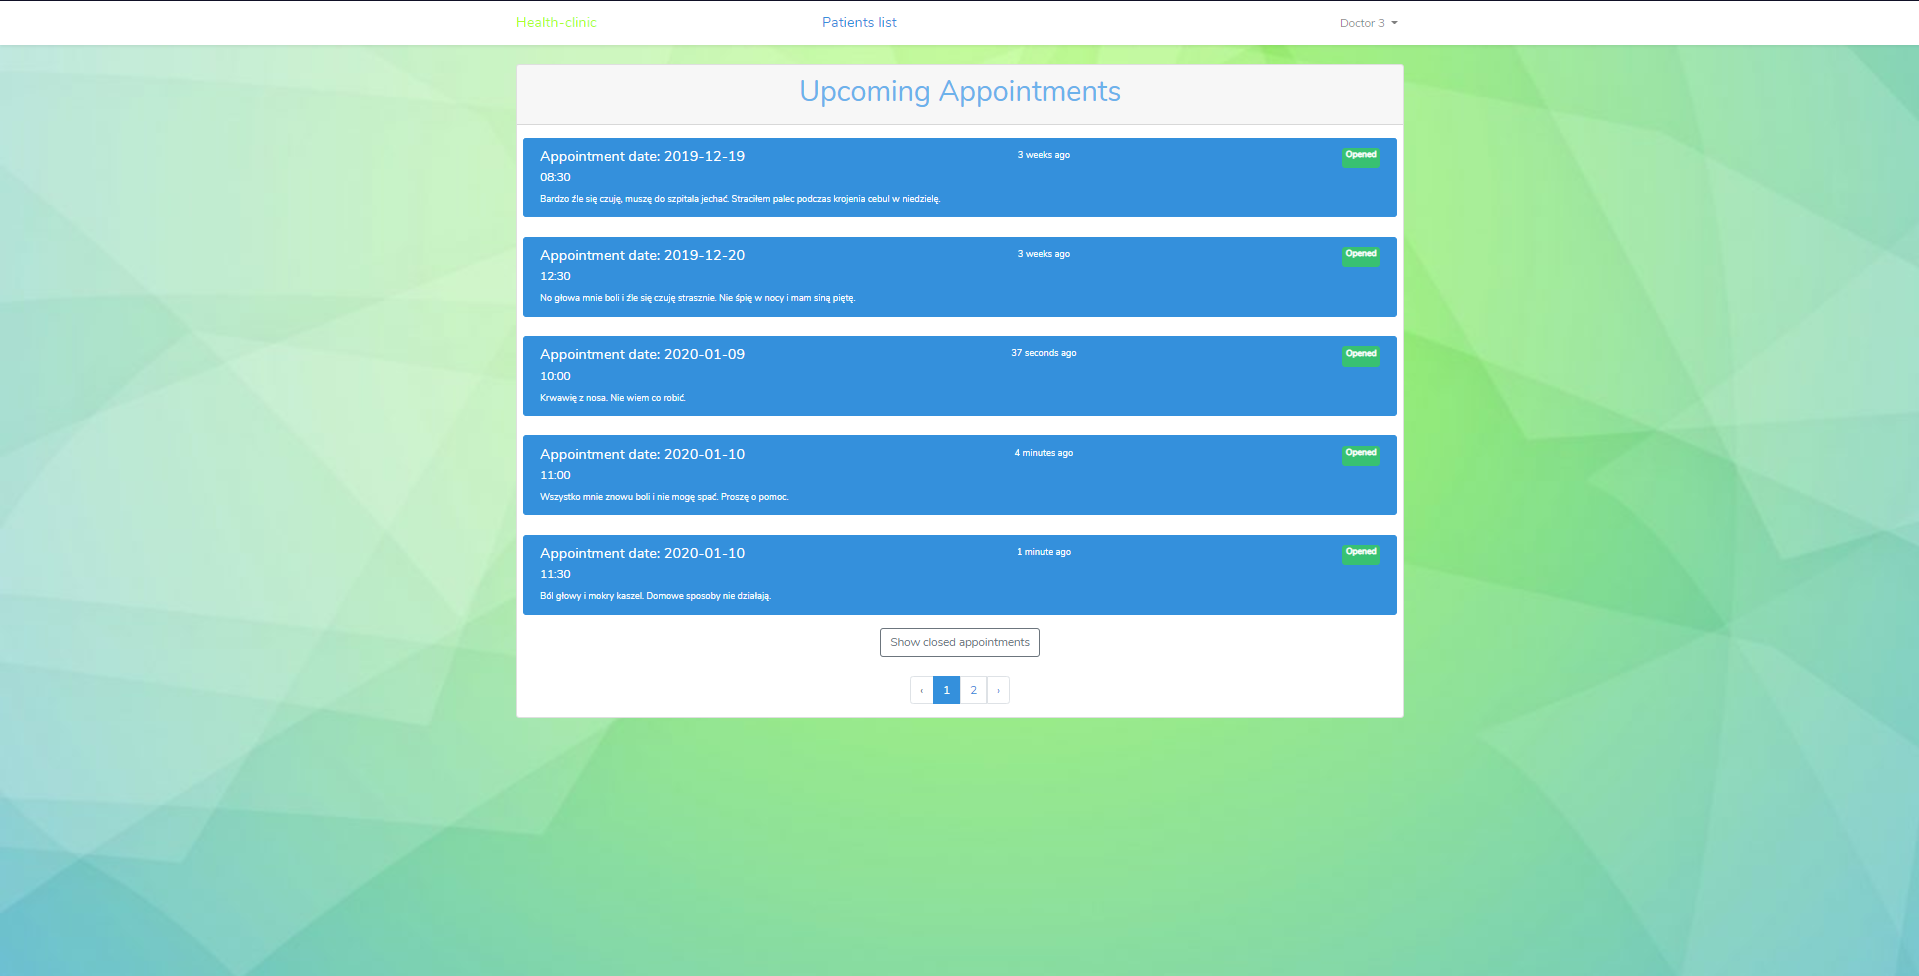 Health-clinic
Patients list
Doctor 3
Upcoming Appointments
Appointment date: 2019-12-19
3 weeks ago
Opened
08:30
Bardzo źle się czuję, muszę do szpitala jechać. Straciłem palec podczas krojenia cebul w niedzielę.
Appointment date: 2019-12-20
3 weeks ago
Opened
12:30
No głowa mnie boli i źle się czuję strasznie. Nie śpię w nocy i mam siną piętę.
Appointment date: 2020-01-09
37 seconds ago
Opened
10:00
Krwawię z nosa. Nie wiem co robić.
Appointment date: 2020-01-10
4 minutes ago
Opened
11:00
Wszystko mnie znowu boli i nie mogę spać. Proszę o pomoc.
Appointment date: 2020-01-10
1 minute ago
Opened
11:30
Ból głowy i mokry kaszel. Domowe sposoby nie działają.
Show closed appointments
‹ 1 2 ›